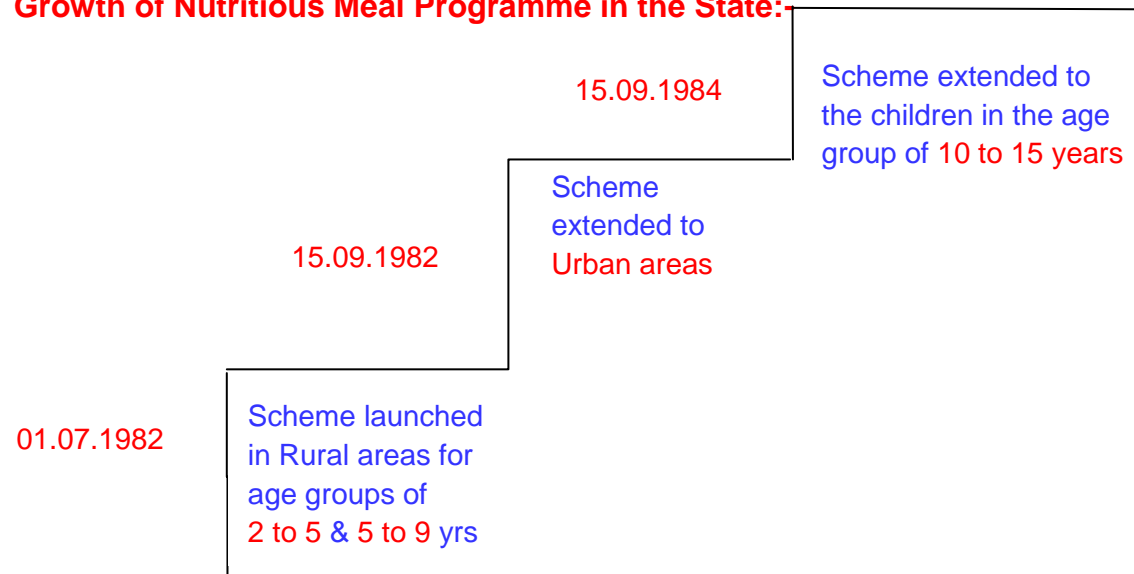 Growth of Nutritious Meal Programme in the State:-
15.09.1984
Scheme extended to
the children in the age
group of 10 to 15 years
15.09.1982
Scheme
extended to
Urban areas
01.07.1982
Scheme launched
in Rural areas for
age groups of
2 to 5 & 5 to 9 yrs